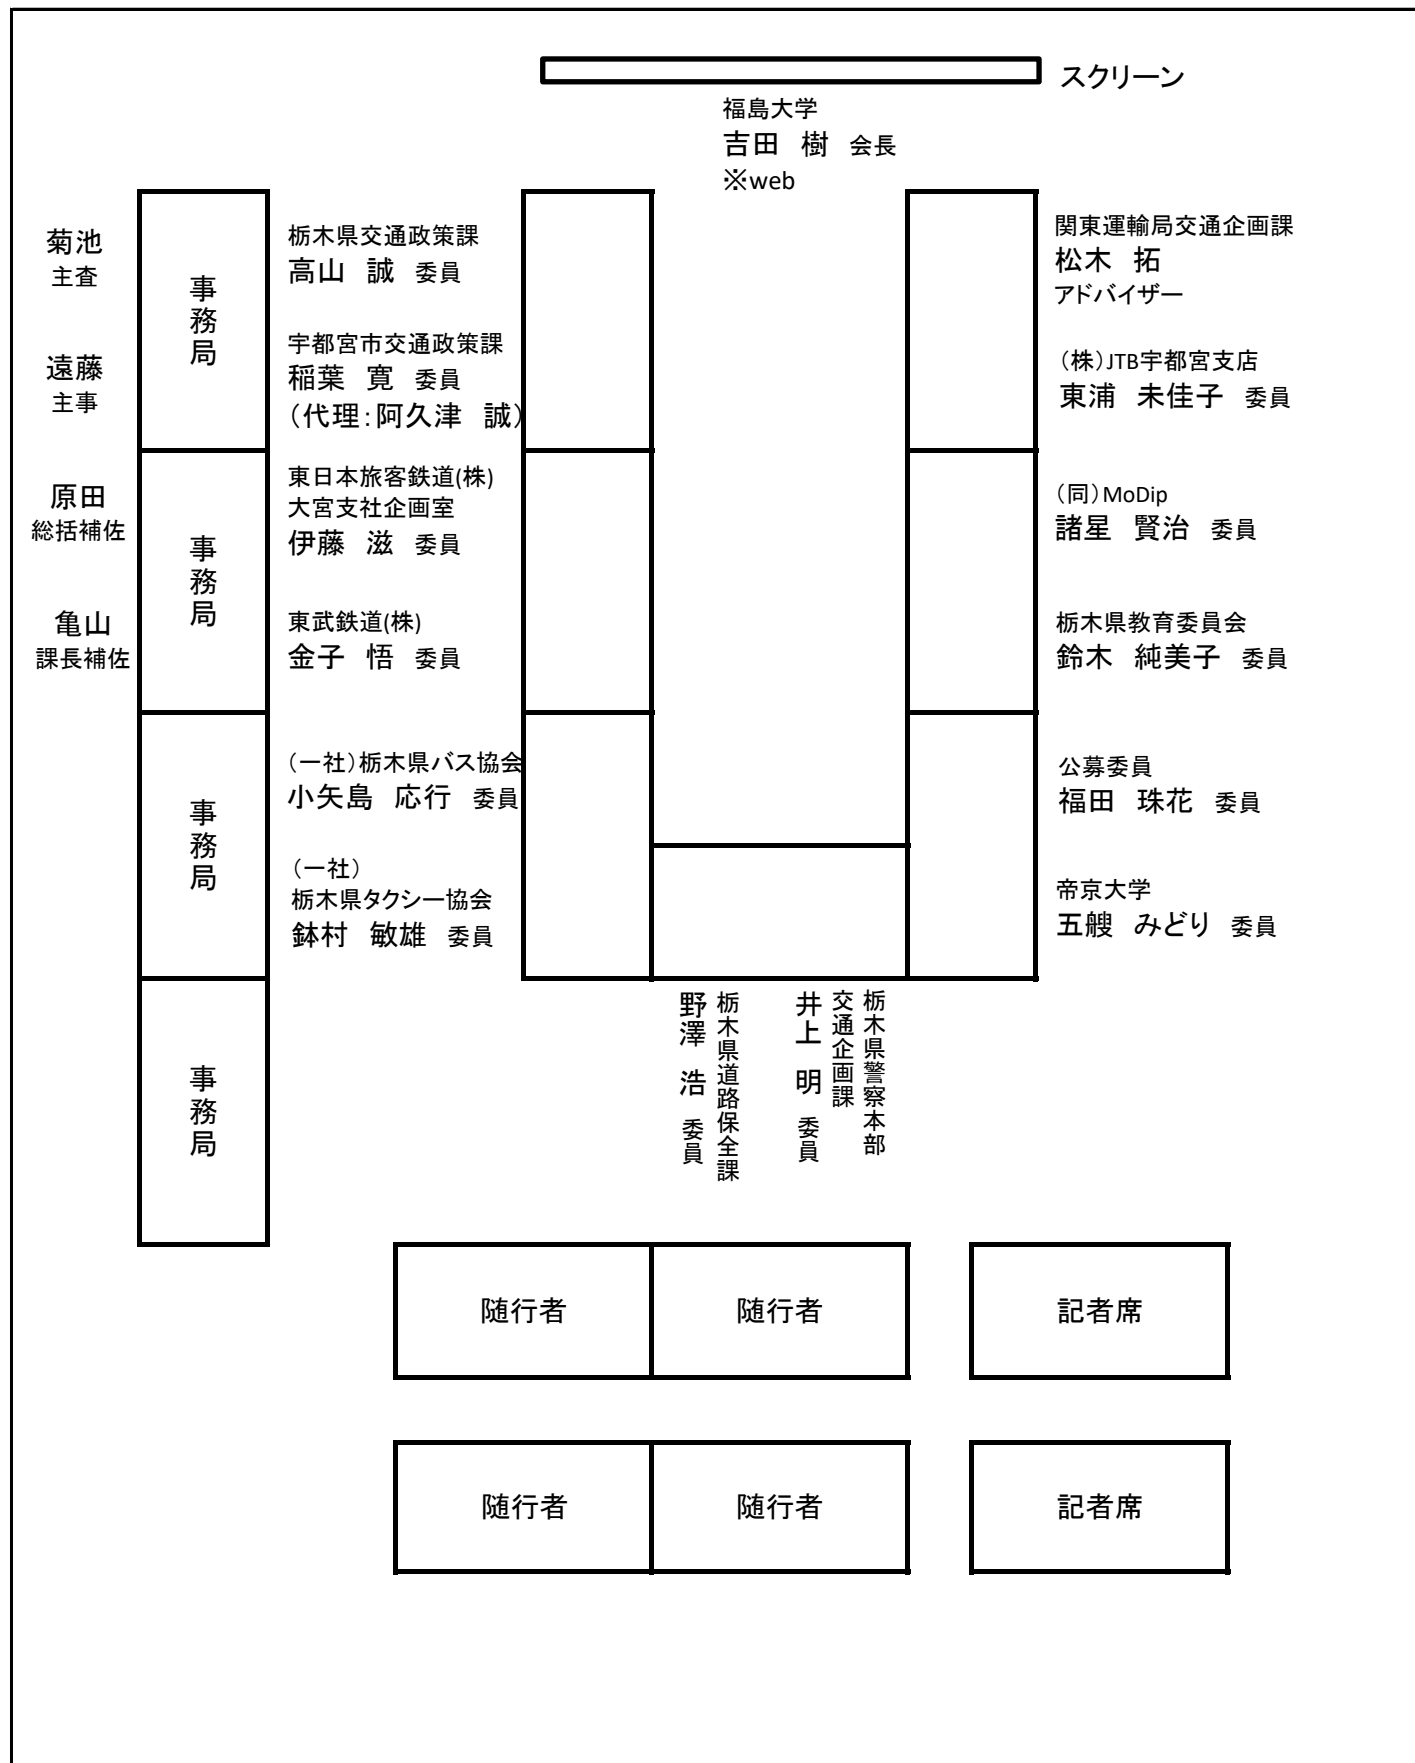 スクリーン
福島大学
吉田　樹　会長
※web
菊池
主査
遠藤
主事
原田
総括補佐
亀山
課長補佐
事務局
事務局
事務局
事務局
栃木県交通政策課
高山　誠　委員
宇都宮市交通政策課
稲葉　寛　委員
（代理：阿久津　誠）
東日本旅客鉄道(株)
大宮支社企画室
伊藤　滋　委員
東武鉄道(株)
金子　悟　委員
（一社）栃木県バス協会
小矢島　応行　委員
（一社）
栃木県タクシー協会
鉢村　敏雄　委員
関東運輸局交通企画課
松木　拓
アドバイザー
（株）JTB宇都宮支店
東浦　未佳子　委員
（同）MoDip
諸星　賢治　委員
栃木県教育委員会
鈴木　純美子　委員
公募委員
福田　珠花　委員
帝京大学
五艘　みどり　委員
栃木県警察本部
交通企画課
井上　明　委員
栃木県道路保全課
野澤　浩　委員
随行者
随行者
記者席
随行者
随行者
記者席